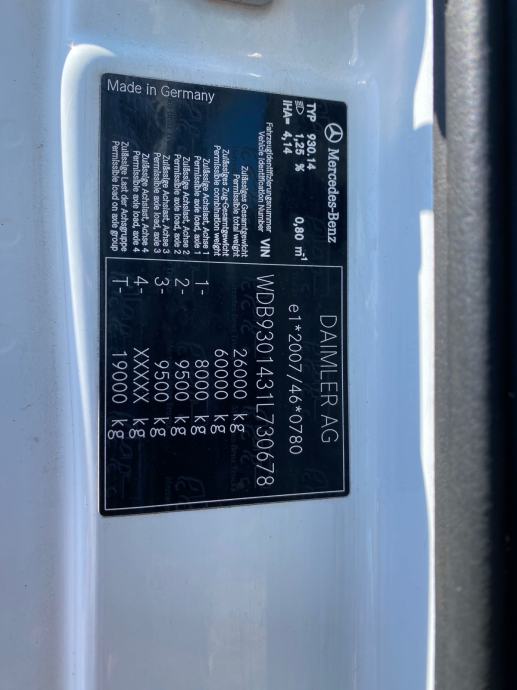 Mercedes-Benz
TYP 930.14 0,80 m-1
1,25 %
IHA= 4,14
DAIMLER AG
e1*2007/46*0780
Fahrzeugidentifizierungsnummer
Vehicle Identification Number VIN WDB9301431L730678
Zulässiges Gesamtgewicht
Permissible total weight 26000 kg
Zulässiges Zug-Gesamtgewicht
Permissible combination weight 60000 kg
Zulässige Achslast, Achse 1
Permissible axle load, axle 1 1- 8000 kg
Zulässige Achslast, Achse 2
Permissible axle load, axle 2 2- 9500 kg
Zulässige Achslast, Achse 3
Permissible axle load, axle 3 3- 9500 kg
Zulässige Achslast, Achse 4
Permissible axle load, axle 4 4- XXXXX kg
Zulässige Last der Achsgruppe
Permissible load on axle group T- 19000 kg
Made in Germany